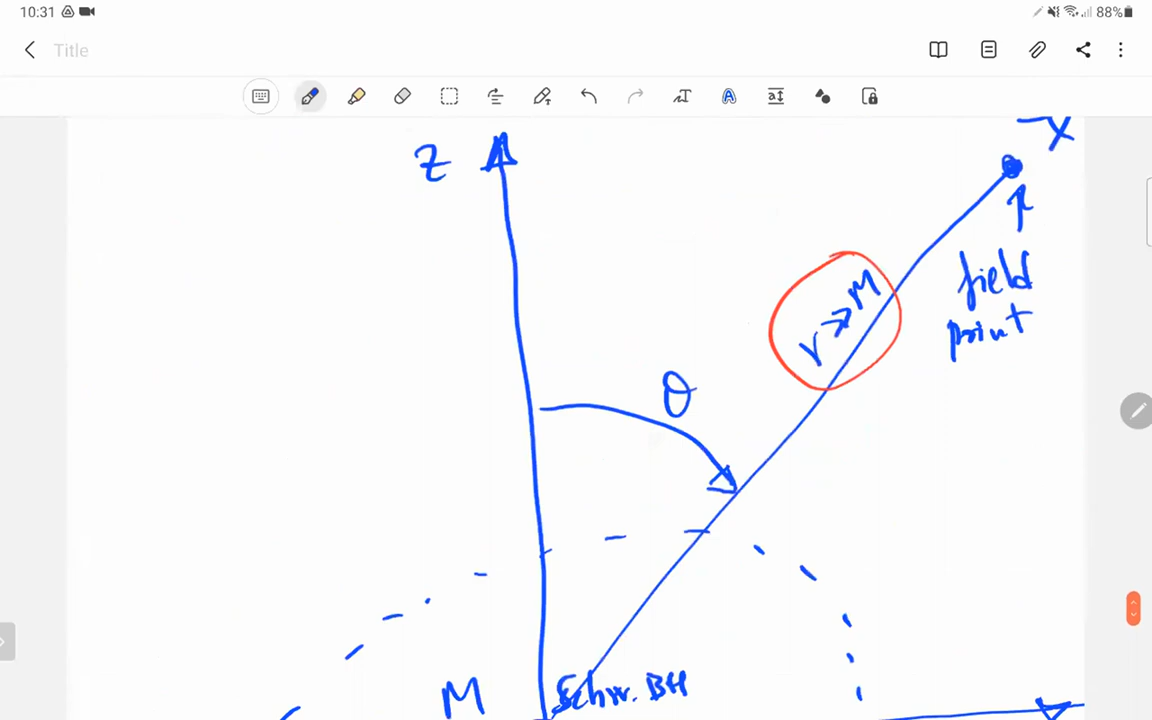 10:31
88%
Title
Z
field
point
r >> M
θ
M
Schw. BH